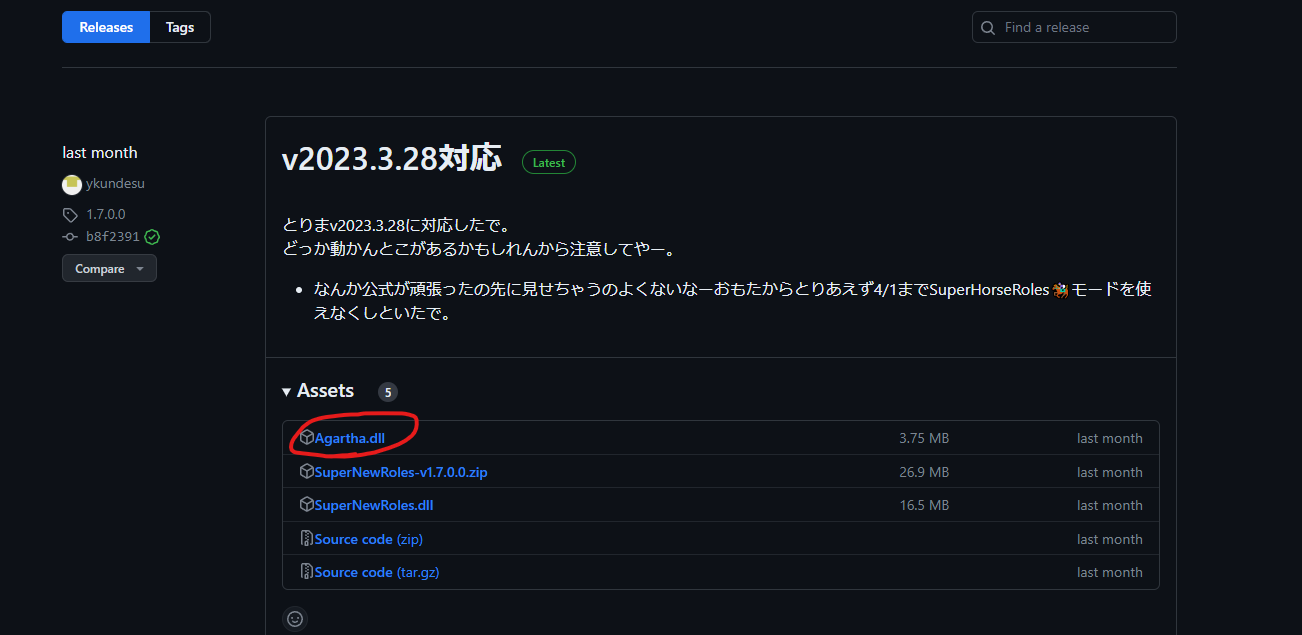 Releases
Tags
Find a release
last month
ykundesu
1.7.0.0
b8f2391
Compare
v2023.3.28対応
Latest
とりまv2023.3.28に対応したで。
どっか動かんとこがあるかもしれんから注意してやー。
なんか公式が頑張ったの先に見せちゃうのよくないなーおもたからとりあえず4/1までSuperHorseRoles🏇モードを使
えなくしといたで。
Assets 5
Agartha.dll 3.75 MB last month
SuperNewRoles-v1.7.0.0.zip 26.9 MB last month
SuperNewRoles.dll 16.5 MB last month
Source code (zip) last month
Source code (tar.gz) last month